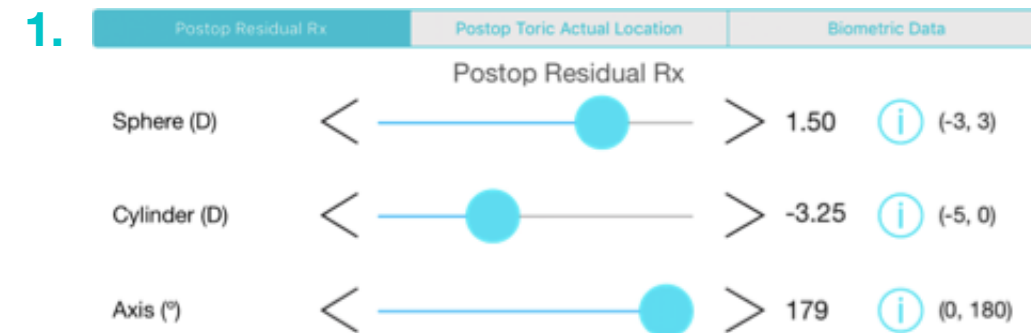 1.
Postop Residual Rx Postop Toric Actual Location Biometric Data
Postop Residual Rx
Sphere (D) 1.50 i (-3, 3)
Cylinder (D) -3.25 i (-5, 0)
Axis (º) 179 i (0, 180)